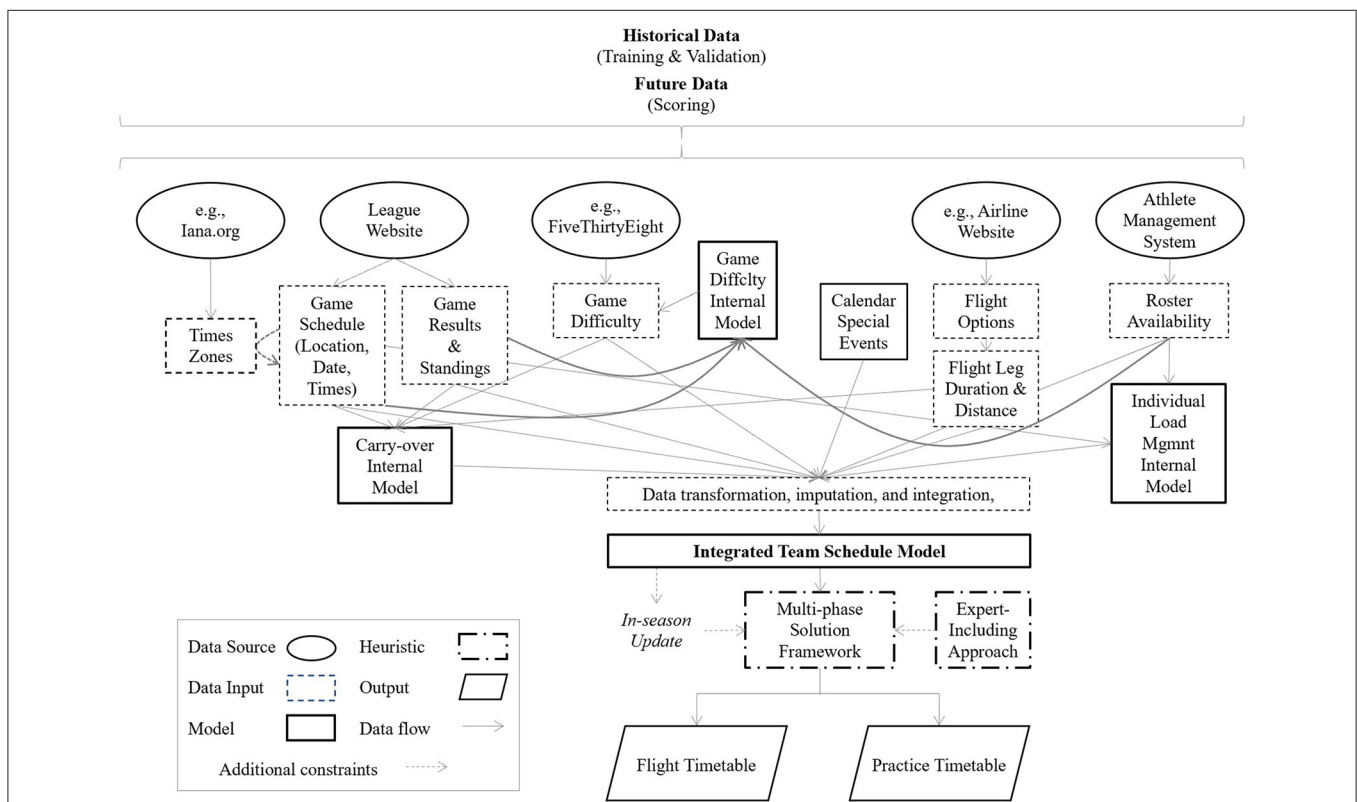 Historical Data
(Training & Validation)
Future Data
(Scoring)
e.g.,
Iana.org
League
Website
e.g.,
FiveThirtyEight
e.g., Airline
Website
Athlete
Management
System
Times
Zones
Game
Schedule
(Location,
Date,
Times)
Game
Results
&
Standings
Game
Difficulty
Game
Diffclty
Internal
Model
Calendar
Special
Events
Flight
Options
Flight Leg
Duration &
Distance
Roster
Availability
Individual
Load
Mgmnt
Internal
Model
Carry-over
Internal
Model
Data transformation, imputation, and integration,
Integrated Team Schedule Model
In-season
Update
Multi-phase
Solution
Framework
Expert-
Including
Approach
Flight Timetable
Practice Timetable
Data Source
Heuristic
Data Input
Output
Model
Data flow
Additional constraints